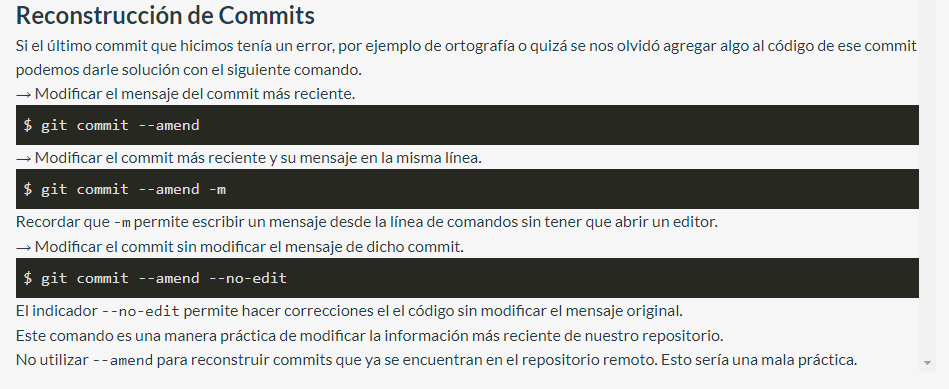 Reconstrucción de Commits
Si el último commit que hicimos tenía un error, por ejemplo de ortografía o quizá se nos olvidó agregar algo al código de ese commit
podemos darle solución con el siguiente comando.
→ Modificar el mensaje del commit más reciente.
$ git commit --amend
→ Modificar el commit más reciente y su mensaje en la misma línea.
$ git commit --amend -m
Recordar que -m permite escribir un mensaje desde la línea de comandos sin tener que abrir un editor.
→ Modificar el commit sin modificar el mensaje de dicho commit.
$ git commit --amend --no-edit
El indicador --no-edit permite hacer correcciones el el código sin modificar el mensaje original.
Este comando es una manera práctica de modificar la información más reciente de nuestro repositorio.
No utilizar --amend para reconstruir commits que ya se encuentran en el repositorio remoto. Esto sería una mala práctica.